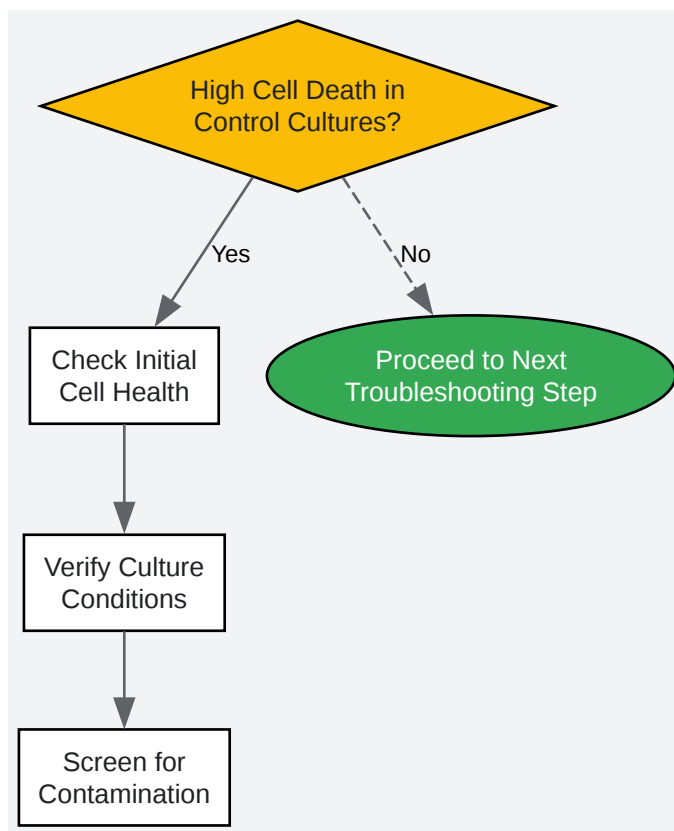 High Cell Death in
Control Cultures?
Yes
No
Check Initial
Cell Health
Proceed to Next
Troubleshooting Step
Verify Culture
Conditions
Screen for
Contamination